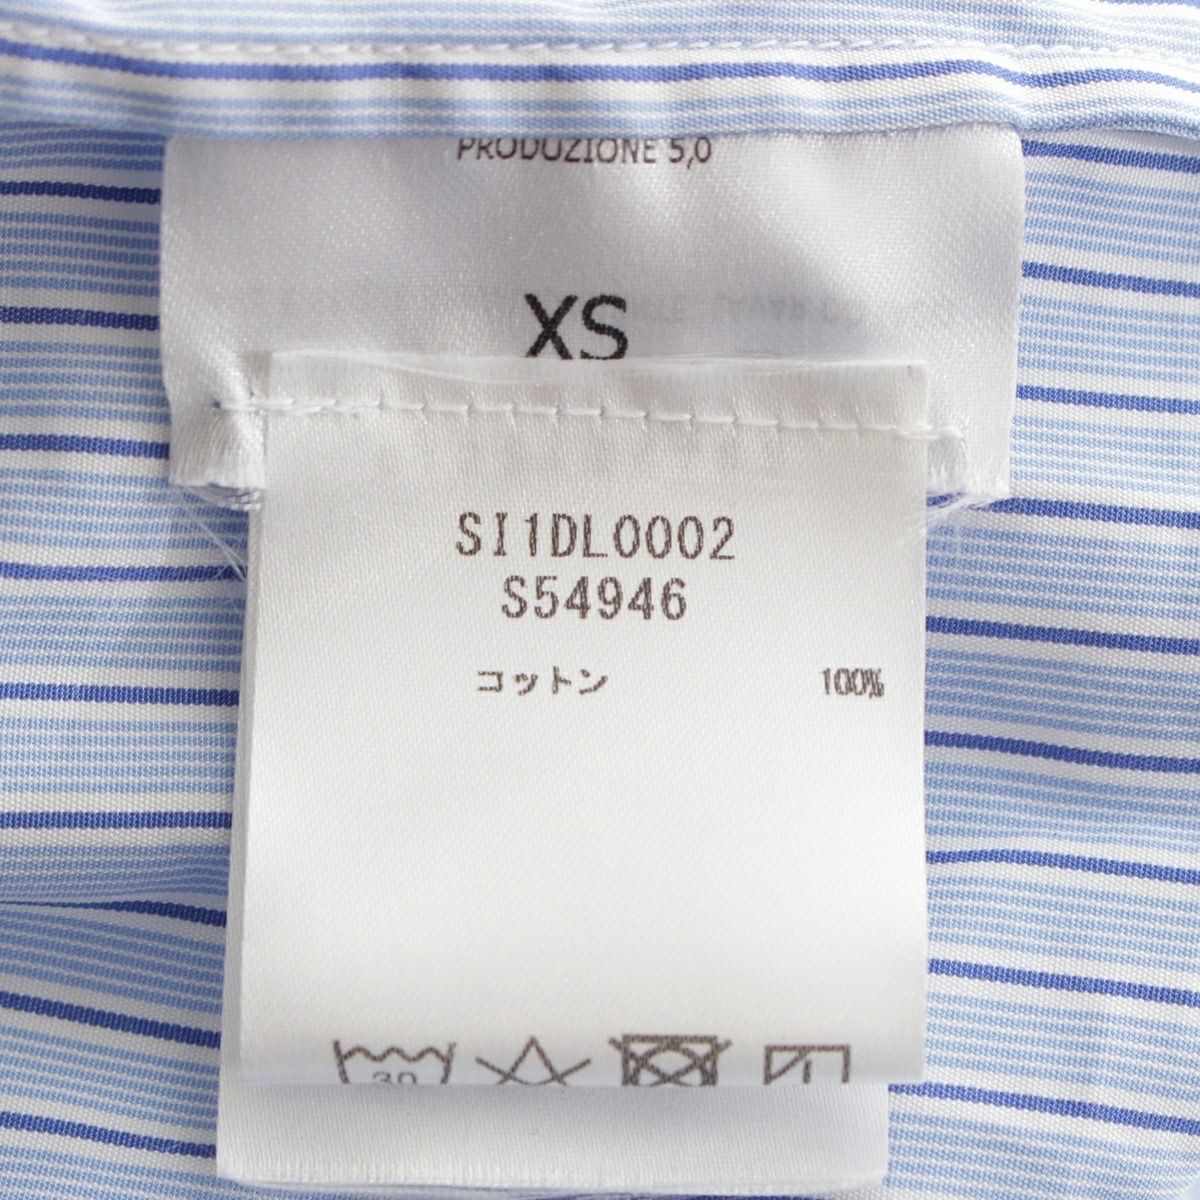 PRODUZIONE 5,0
XS
SI1DL0002
S54946
コットン 100%
30